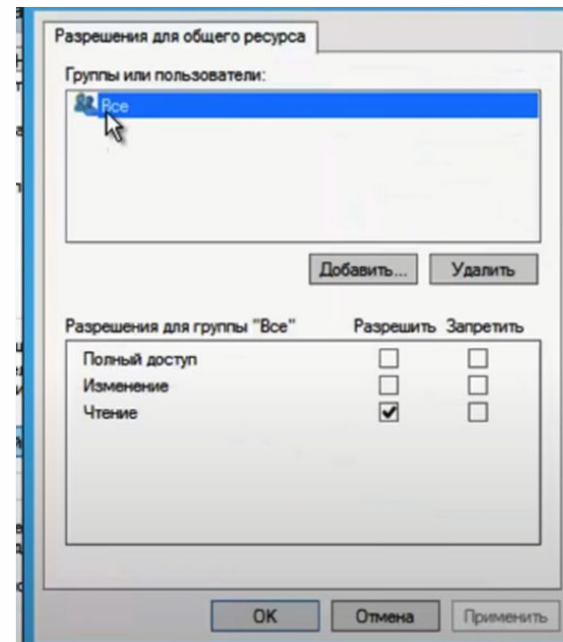 Разрешения для общего ресурса
Группы или пользователи:
Все
Добавить... Удалить
Разрешения для группы "Все" Разрешить Запретить
Полный доступ
Изменение
Чтение
OK Отмена Применить